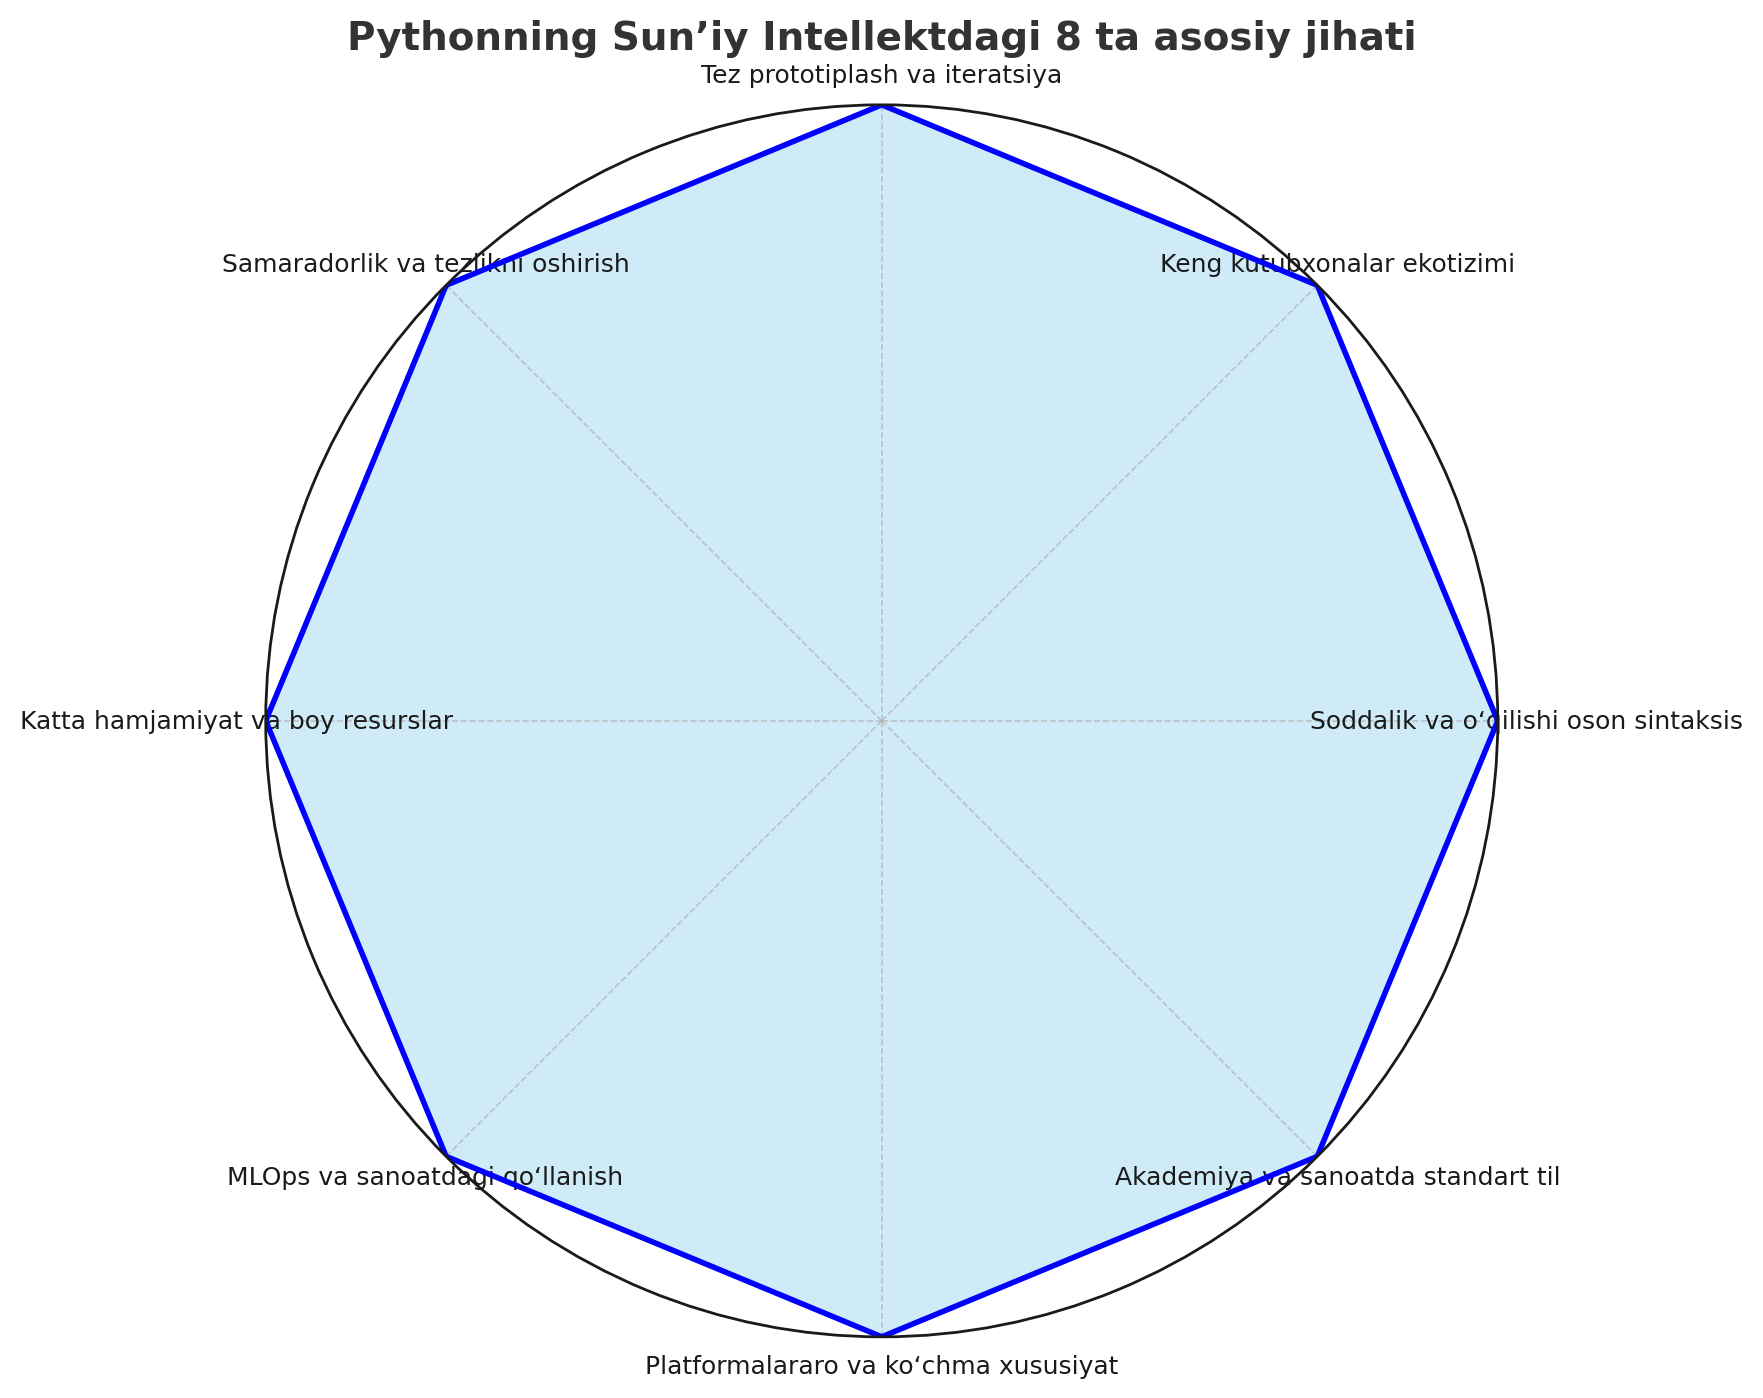 Pythonning Sun’iy Intellektdagi 8 ta asosiy jihati
Tez prototiplash va iteratsiya
Samaradorlik va tezlikni oshirish
Keng kutubxonalar ekotizimi
Katta hamjamiyat va boy resurslar
Soddalik va o‘qilishi oson sintaksis
MLOps va sanoatdagi qo‘llanish
Akademiya va sanoatda standart til
Platformalararo va ko‘chma xususiyat